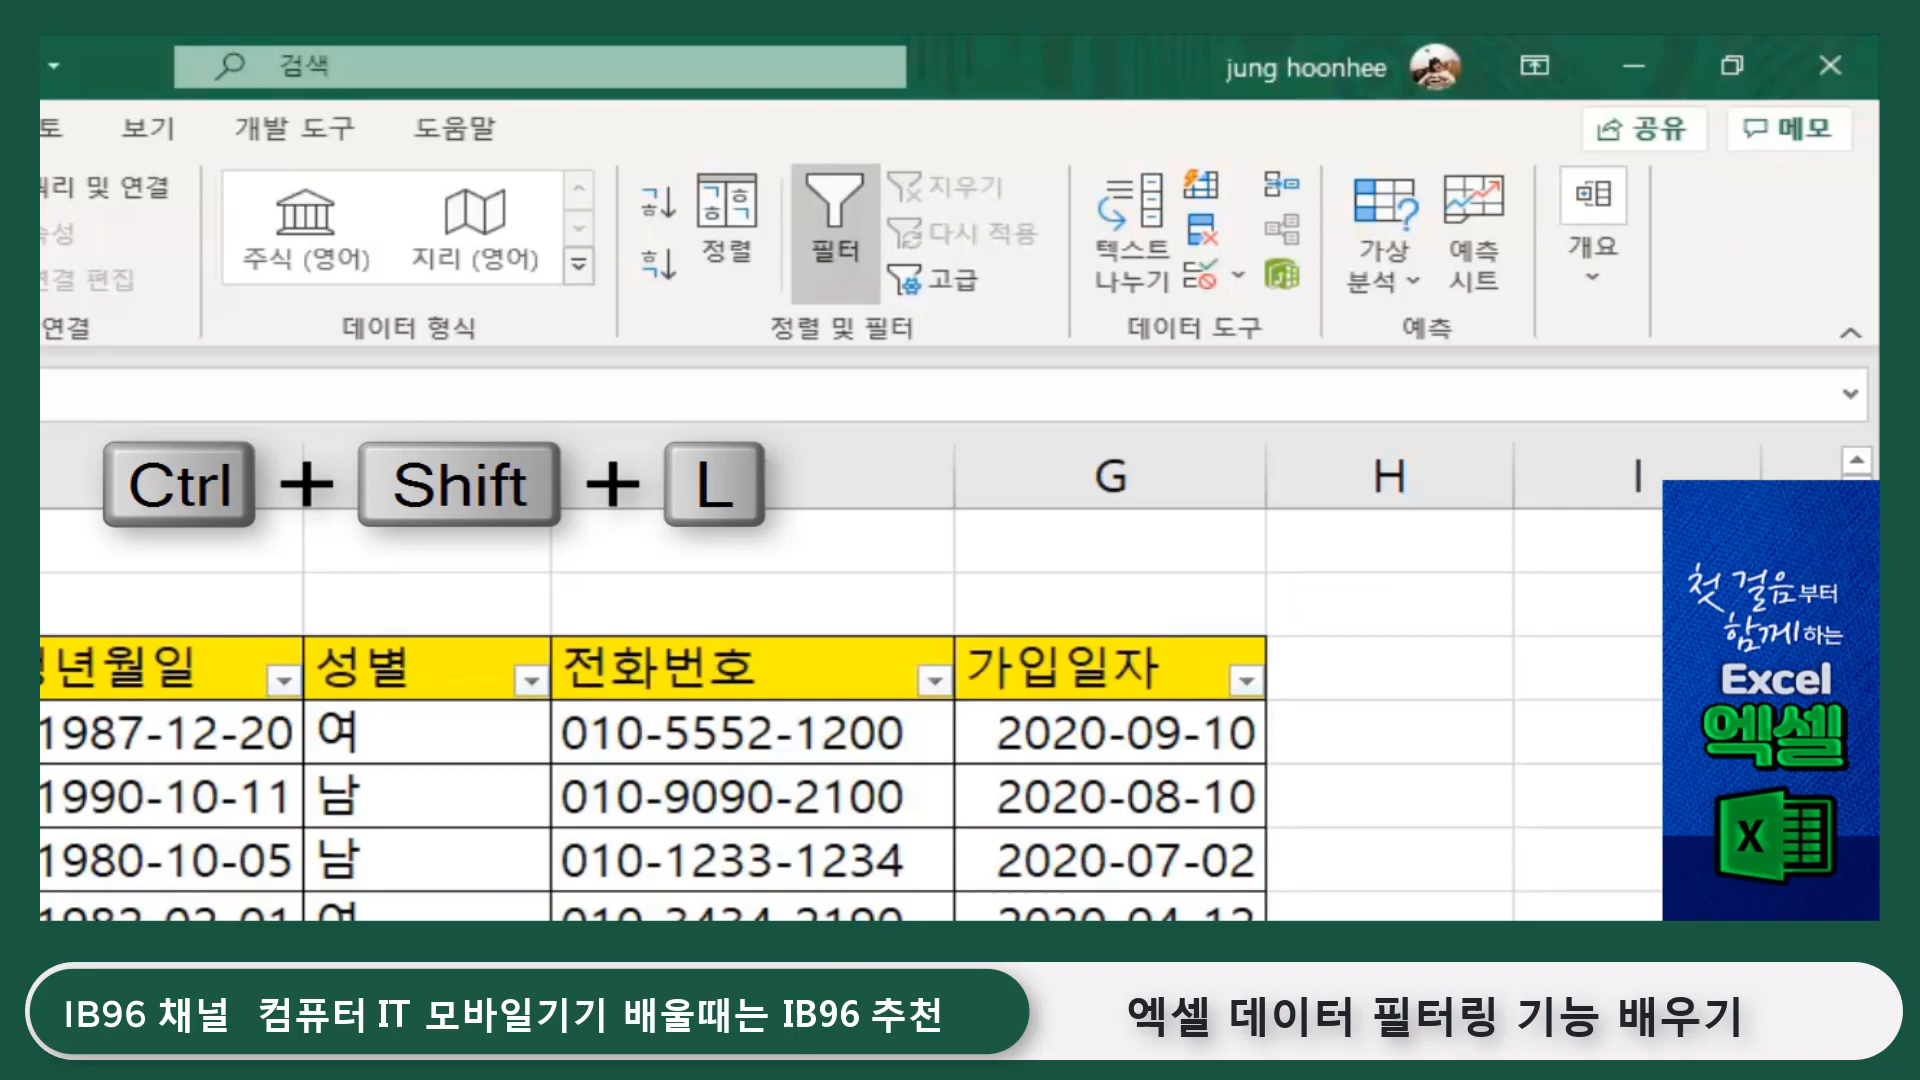 검색
jung hoonhee
보기
개발 도구
도움말
공유
메모
및 연결
연결 편집
연결
주식 (영어)
지리 (영어)
데이터 형식
정렬
필터
지우기
다시 적용
고급
정렬 및 필터
텍스트
나누기
데이터 도구
가상
분석
예측
시트
예측
개요
Ctrl + Shift + L
G H I
년월일 성별 전화번호 가입일자
1987-12-20 여 010-5552-1200 2020-09-10
1990-10-11 남 010-9090-2100 2020-08-10
1980-10-05 남 010-1233-1234 2020-07-02
첫 걸음부터
함께하는
Excel
엑셀
X
IB96 채널 컴퓨터 IT 모바일기기 배울때는 IB96 추천
엑셀 데이터 필터링 기능 배우기